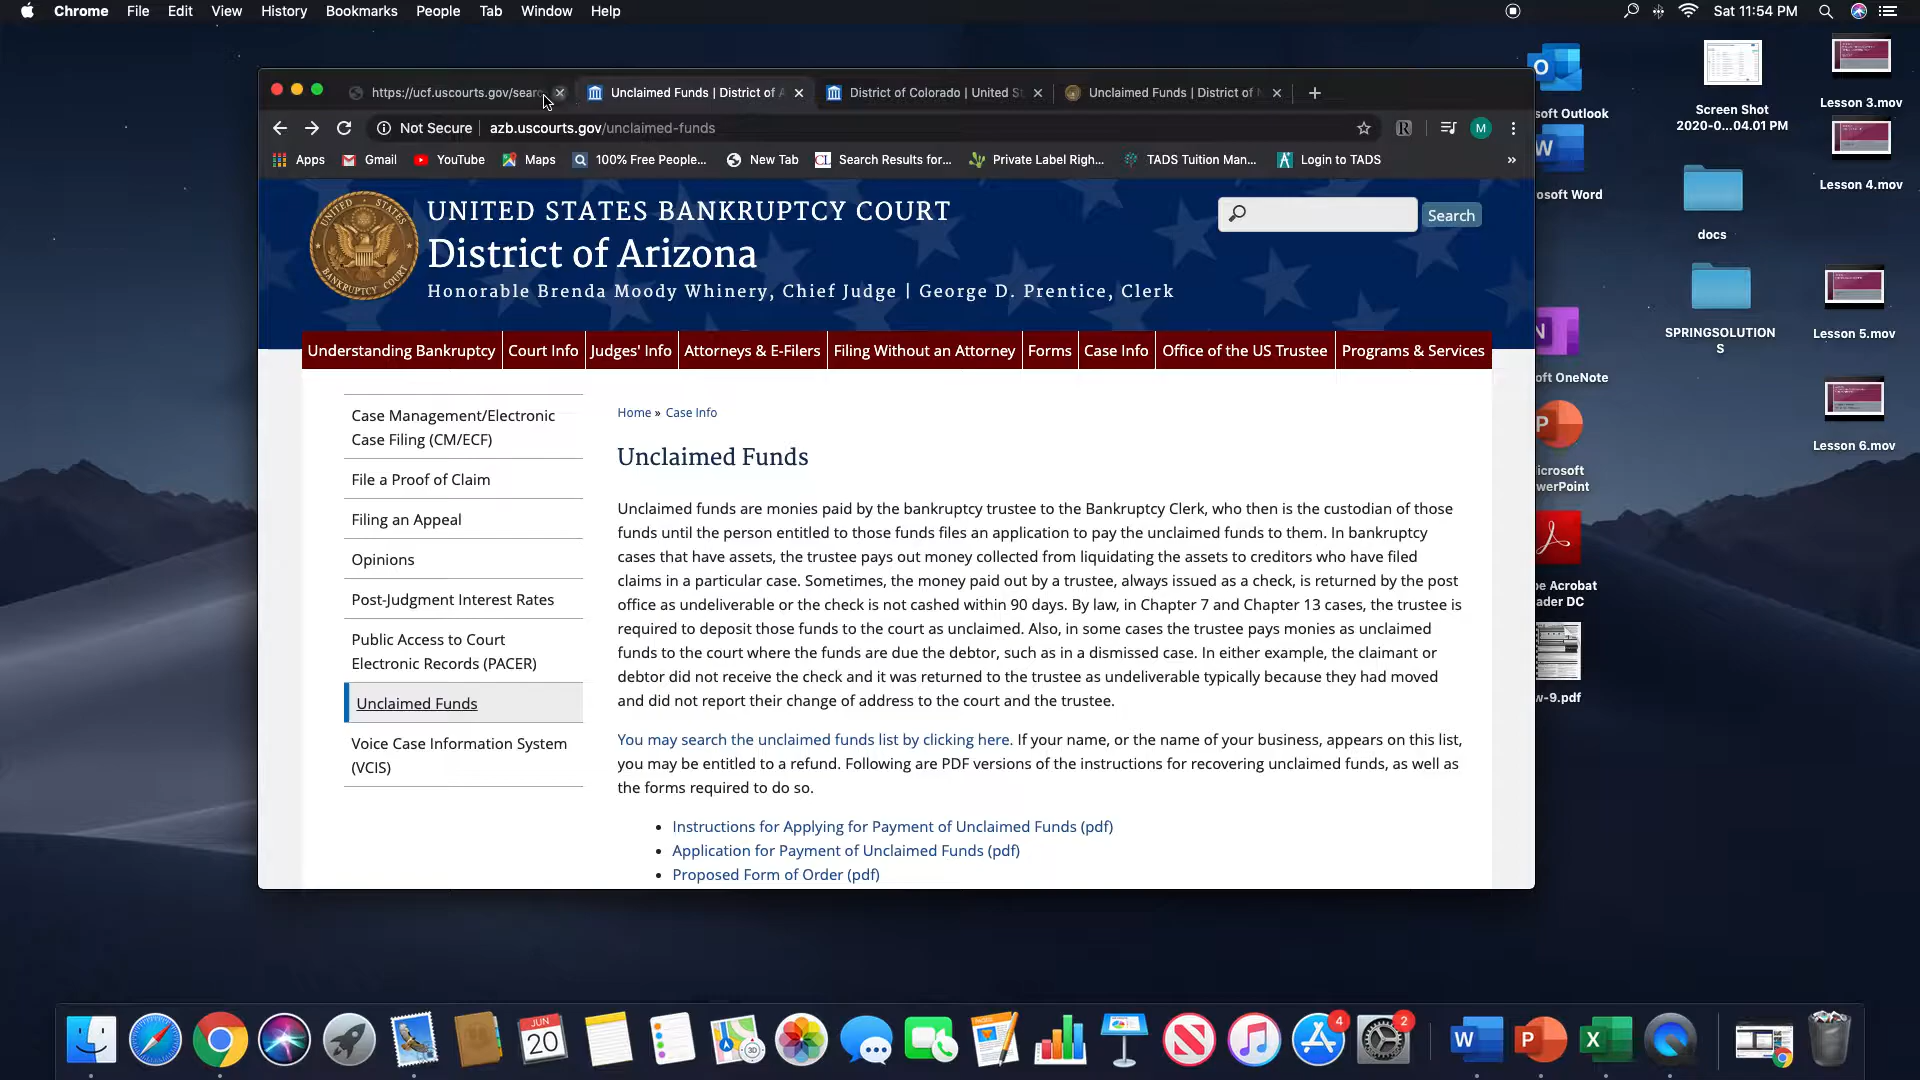 Chrome File Edit View History Bookmarks People Tab Window Help
Sat 11:54 PM
https://ucf.uscourts.gov/searc
Unclaimed Funds | District of A
District of Colorado | United S
Unclaimed Funds | District of
Not Secure azb.uscourts.gov/unclaimed-funds
M
Apps Gmail YouTube Maps 100% Free People... New Tab Search Results for... Private Label Righ... TADS Tuition Man... Login to TADS »
UNITED STATES BANKRUPTCY COURT
District of Arizona
Honorable Brenda Moody Whinery, Chief Judge | George D. Prentice, Clerk
Search
Understanding Bankruptcy Court Info Judges' Info Attorneys & E-Filers Filing Without an Attorney Forms Case Info Office of the US Trustee Programs & Services
Case Management/Electronic
Case Filing (CM/ECF)
File a Proof of Claim
Filing an Appeal
Opinions
Post-Judgment Interest Rates
Public Access to Court
Electronic Records (PACER)
Unclaimed Funds
Voice Case Information System
(VCIS)
Home » Case Info
Unclaimed Funds
Unclaimed funds are monies paid by the bankruptcy trustee to the Bankruptcy Clerk, who then is the custodian of those
funds until the person entitled to those funds files an application to pay the unclaimed funds to them. In bankruptcy
cases that have assets, the trustee pays out money collected from liquidating the assets to creditors who have filed
claims in a particular case. Sometimes, the money paid out by a trustee, always issued as a check, is returned by the post
office as undeliverable or the check is not cashed within 90 days. By law, in Chapter 7 and Chapter 13 cases, the trustee is
required to deposit those funds to the court as unclaimed. Also, in some cases the trustee pays monies as unclaimed
funds to the court where the funds are due the debtor, such as in a dismissed case. In either example, the claimant or
debtor did not receive the check and it was returned to the trustee as undeliverable typically because they had moved
and did not report their change of address to the court and the trustee.
You may search the unclaimed funds list by clicking here. If your name, or the name of your business, appears on this list,
you may be entitled to a refund. Following are PDF versions of the instructions for recovering unclaimed funds, as well as
the forms required to do so.
• Instructions for Applying for Payment of Unclaimed Funds (pdf)
• Application for Payment of Unclaimed Funds (pdf)
• Proposed Form of Order (pdf)
soft Outlook
osoft Word
oft OneNote
icrosoft
werPoint
be Acrobat
ader DC
w-9.pdf
Screen Shot
2020-0...04.01 PM
docs
SPRINGSOLUTION
S
Lesson 3.mov
Lesson 4.mov
Lesson 5.mov
Lesson 6.mov
JUN
20
4
2